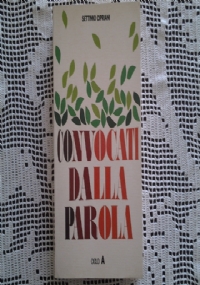 SETTIMIO CIPRIANI
CONVOCATI
DALLA
PAROLA
CICLO A